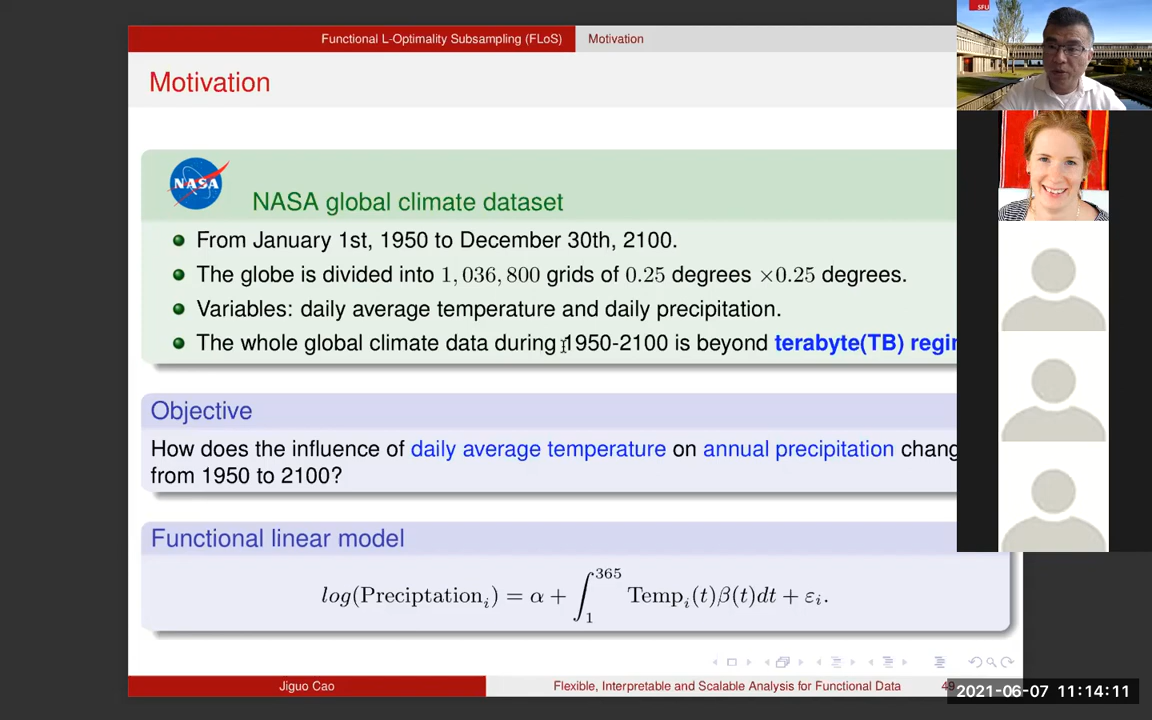 Functional L-Optimality Subsampling (FLoS) Motivation
SFU
Motivation
NASA
NASA global climate dataset
From January 1st, 1950 to December 30th, 2100.
The globe is divided into 1,036,800 grids of 0.25 degrees ×0.25 degrees.
Variables: daily average temperature and daily precipitation.
The whole global climate data during 1950-2100 is beyond terabyte(TB) regi
Objective
How does the influence of daily average temperature on annual precipitation chang
from 1950 to 2100?
Functional linear model
log(Preciptation_i) = α + ∫_1^365 Temp_i(t)β(t)dt + ε_i.
Jiguo Cao Flexible, Interpretable and Scalable Analysis for Functional Data 49
2021-06-07 11:14:11